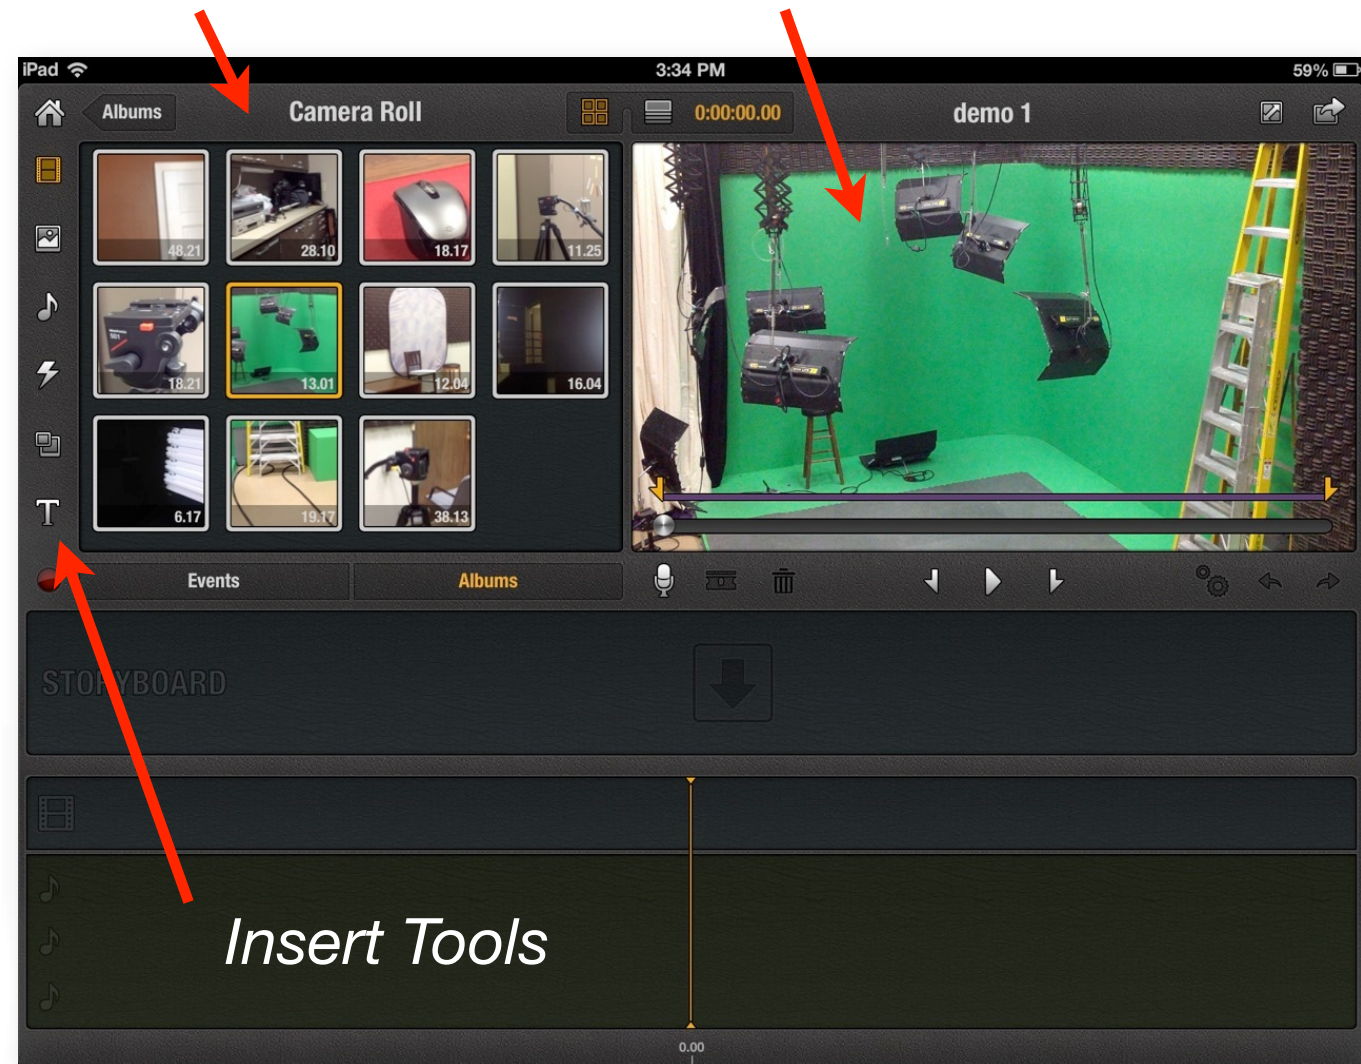 iPad 3:34 PM 59%
Albums Camera Roll 0:00:00.00 demo 1
48.21 28.10 18.17 11.25
18.21 13.01 12.04 16.04
6.17 19.17 38.13
T
Events Albums
STORYBOARD
Insert Tools
0.00